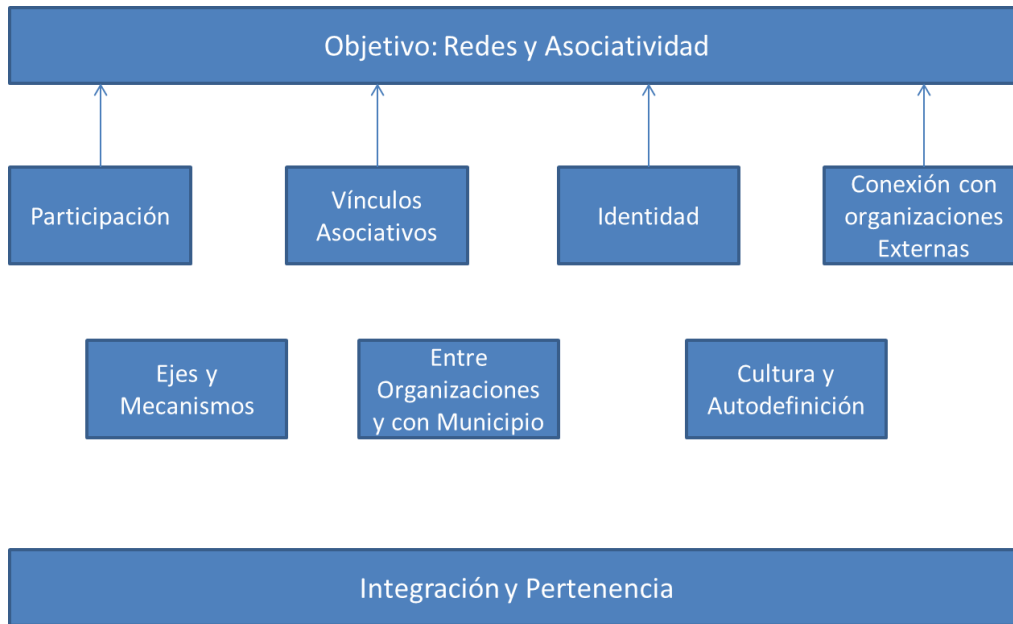 Objetivo: Redes y Asociatividad
Participación
Vínculos
Asociativos
Identidad
Conexión con
organizaciones
Externas
Ejes y
Mecanismos
Entre
Organizaciones
y con Municipio
Cultura y
Autodefinición
Integración y Pertenencia